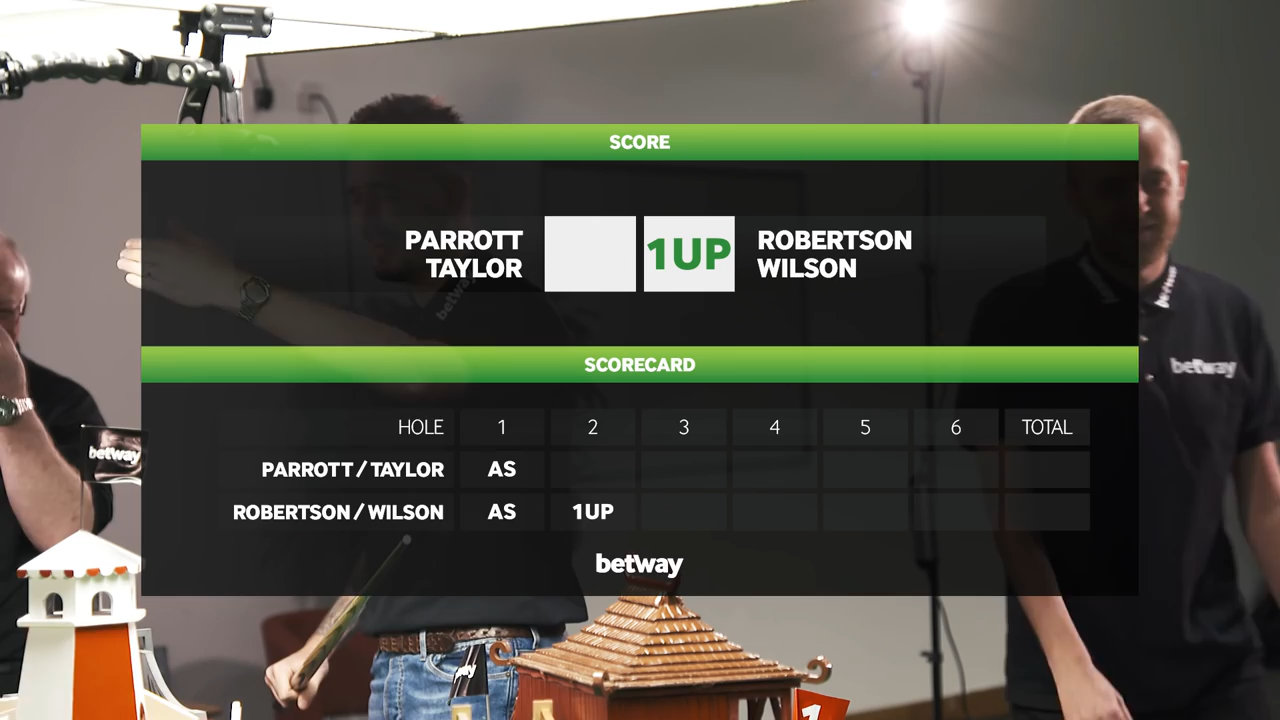 SCORE
PARROTT
TAYLOR
1UP
ROBERTSON
WILSON
SCORECARD
HOLE 1 2 3 4 5 6 TOTAL
PARROTT / TAYLOR AS
ROBERTSON / WILSON AS 1UP
betway
betway
betway
betway
1